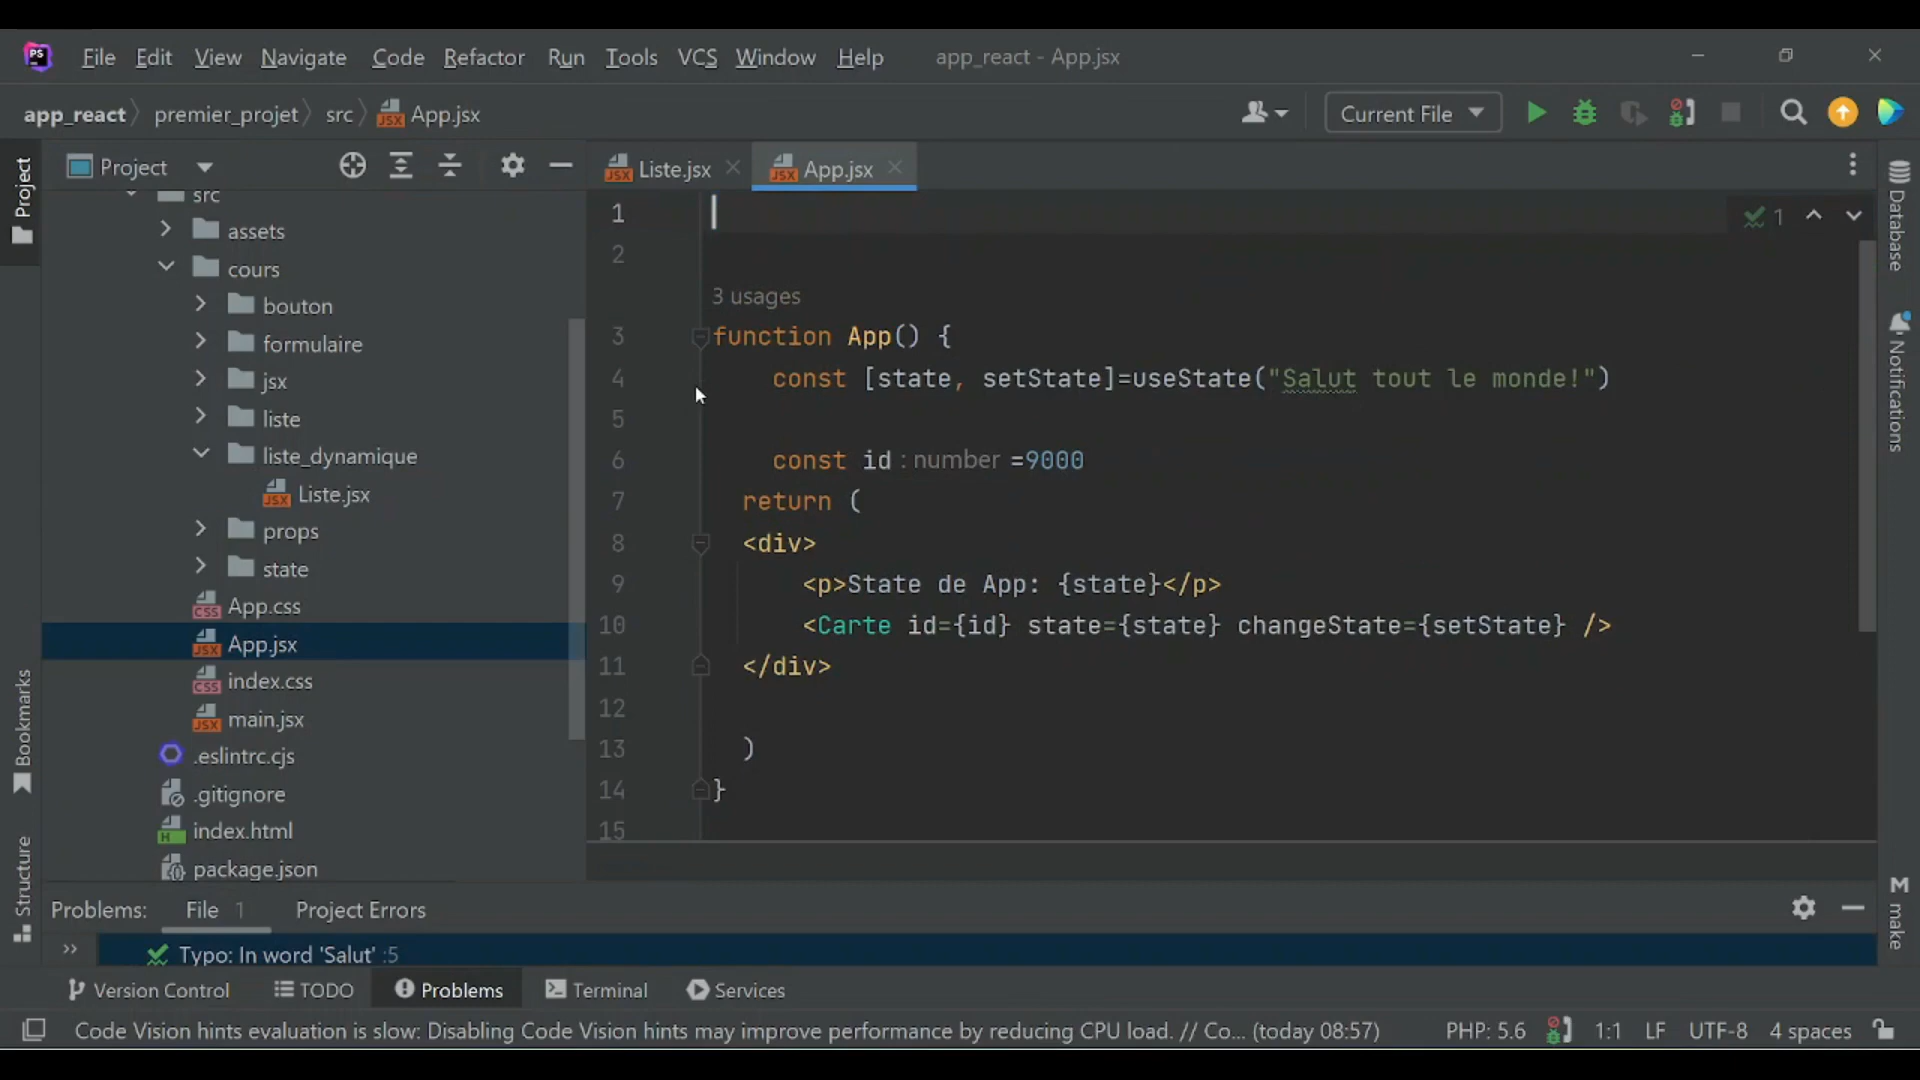 PS File Edit View Navigate Code Refactor Run Tools VCS Window Help app_react - App.jsx
app_react premier_projet src App.jsx Current File
Project
Project
Liste.jsx App.jsx
src
assets
cours
bouton
formulaire
jsx
liste
liste_dynamique
Liste.jsx
props
state
App.css
App.jsx
index.css
main.jsx
.eslintrc.cjs
.gitignore
index.html
package.json
1
1
2
3 usages
3 function App() {
4 const [state, setState]=useState("Salut tout le monde!")
5
6 const id : number =9000
7 return (
8 <div>
9 <p>State de App: {state}</p>
10 <Carte id={id} state={state} changeState={setState} />
11 </div>
12
13 )
14 }
15
Database
Notifications
make
Bookmarks
Structure
Problems: File 1 Project Errors
Typo: In word 'Salut' :5
Version Control TODO Problems Terminal Services
Code Vision hints evaluation is slow: Disabling Code Vision hints may improve performance by reducing CPU load. // Co... (today 08:57) PHP: 5.6 1:1 LF UTF-8 4 spaces